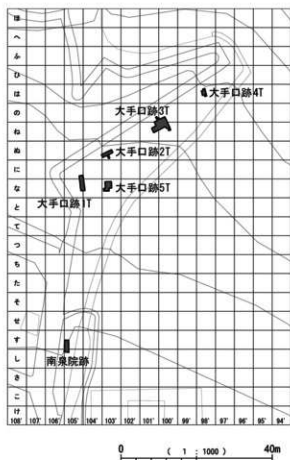 ほ
へ
ふ
ひ
は
の
ね
ぬ
に
な
と
て
つ
ち
た
そ
せ
す
し
さ
こ
け
大手口跡4T
大手口跡3T
大手口跡2T
大手口跡5T
大手口跡1T
南泉院跡
108' 107' 106' 105' 104' 103' 102' 101' 100' 99' 98' 97' 96' 95' 94'
0 ( 1 : 1000 ) 40m